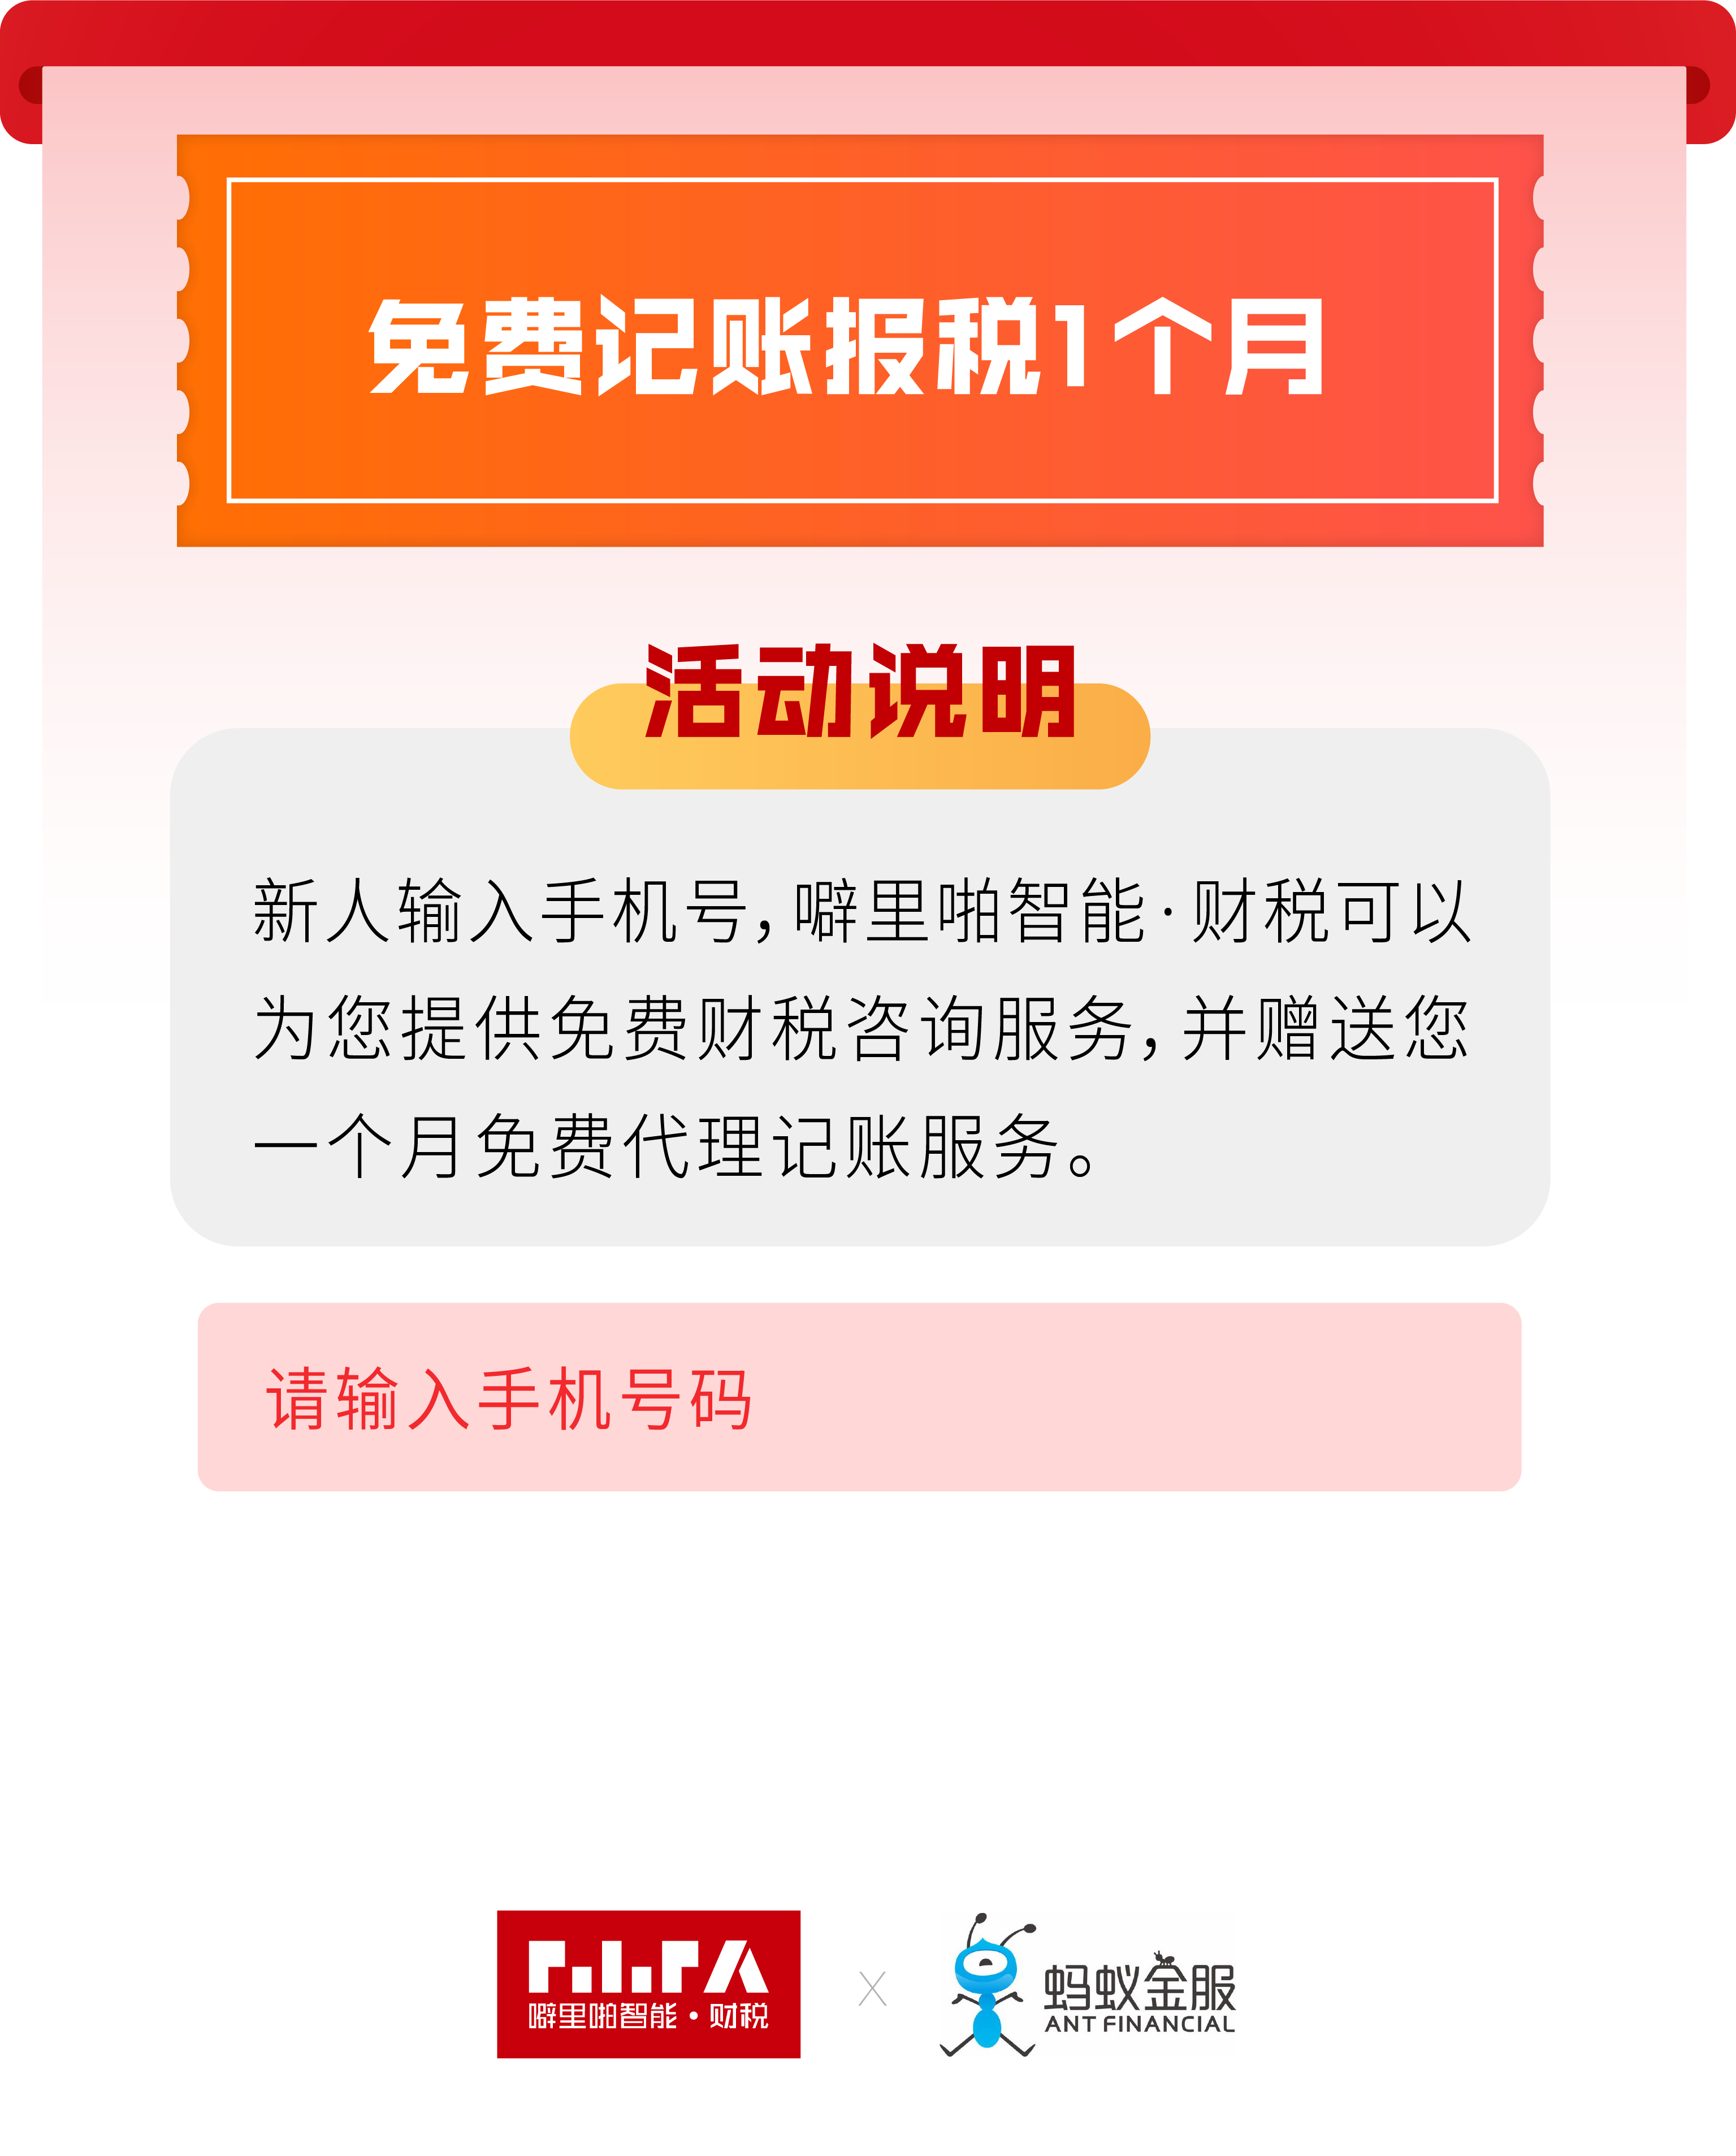 免费记账报税1个月
活动说明
新人输入手机号，噼里啪智能·财税可以
为您提供免费财税咨询服务，并赠送您
一个月免费代理记账服务。
请输入手机号码
PILIPA
噼里啪智能·财税
×
蚂蚁金服
ANT FINANCIAL